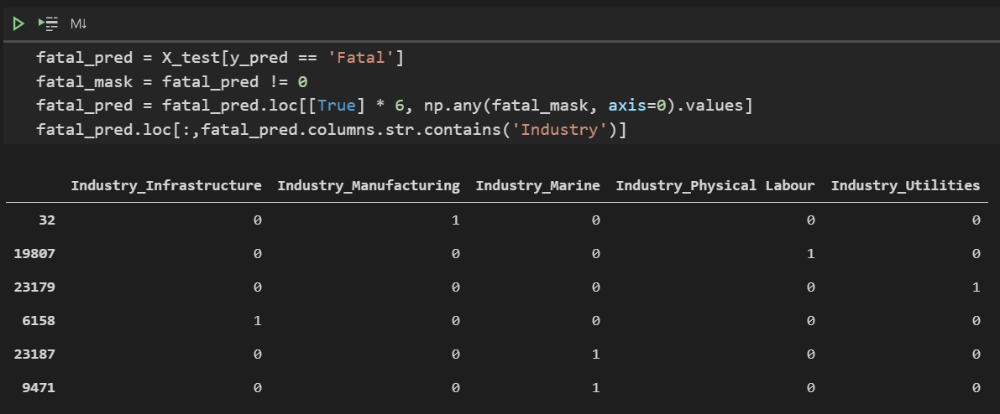 M↓
fatal_pred = X_test[y_pred == 'Fatal']
fatal_mask = fatal_pred != 0
fatal_pred = fatal_pred.loc[[True] * 6, np.any(fatal_mask, axis=0).values]
fatal_pred.loc[:,fatal_pred.columns.str.contains('Industry')]
Industry_Infrastructure Industry_Manufacturing Industry_Marine Industry_Physical Labour Industry_Utilities
32 0 1 0 0 0
19807 0 0 0 1 0
23179 0 0 0 0 1
6158 1 0 0 0 0
23187 0 0 1 0 0
9471 0 0 1 0 0